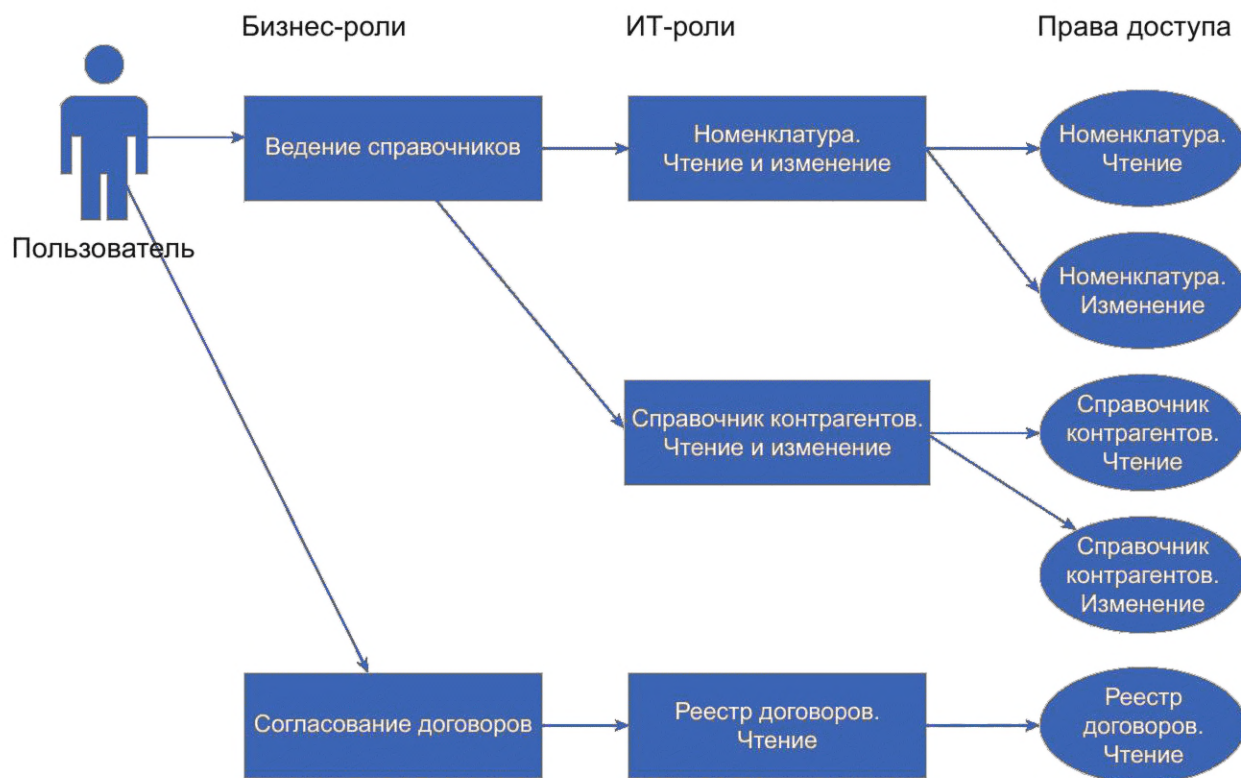 Бизнес-роли
ИТ-роли
Права доступа
Пользователь
Ведение справочников
Номенклатура.
Чтение и изменение
Номенклатура.
Чтение
Номенклатура.
Изменение
Справочник контрагентов.
Чтение и изменение
Справочник
контрагентов.
Чтение
Справочник
контрагентов.
Изменение
Согласование договоров
Реестр договоров.
Чтение
Реестр
договоров.
Чтение